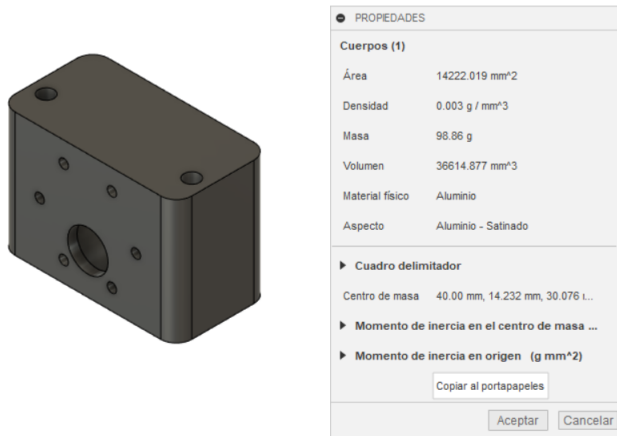 PROPIEDADES
Cuerpos (1)
Área 14222.019 mm^2
Densidad 0.003 g / mm^3
Masa 98.86 g
Volumen 36614.877 mm^3
Material físico Aluminio
Aspecto Aluminio - Satinado
Cuadro delimitador
Centro de masa 40.00 mm, 14.232 mm, 30.076 ı...
Momento de inercia en el centro de masa ...
Momento de inercia en origen (g mm^2)
Copiar al portapapeles
Aceptar Cancelar